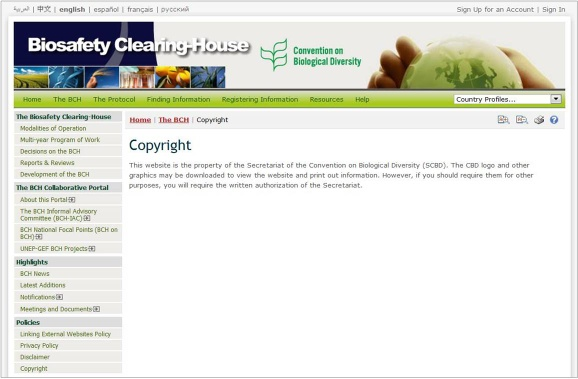 العربية | 中文 | english | español | français | русский
Sign Up for an Account | Sign In
Biosafety Clearing-House
Convention on
Biological Diversity
Home The BCH The Protocol Finding Information Registering Information Resources Help
Country Profiles...
The Biosafety Clearing-House
Modalities of Operation
Multi-year Program of Work
Decisions on the BCH
Reports & Reviews
Development of the BCH
The BCH Collaborative Portal
About this Portal
The BCH Informal Advisory
Committee (BCH-IAC)
BCH National Focal Points (BCH on
BCH)
UNEP-GEF BCH Projects
Highlights
BCH News
Latest Additions
Notifications
Meetings and Documents
Policies
Linking External Websites Policy
Privacy Policy
Disclaimer
Copyright
Home | The BCH | Copyright
Copyright
This website is the property of the Secretariat of the Convention on Biological Diversity (SCBD). The CBD logo and other
graphics may be downloaded to view the website and print out information. However, if you should require them for other
purposes, you will require the written authorization of the Secretariat.